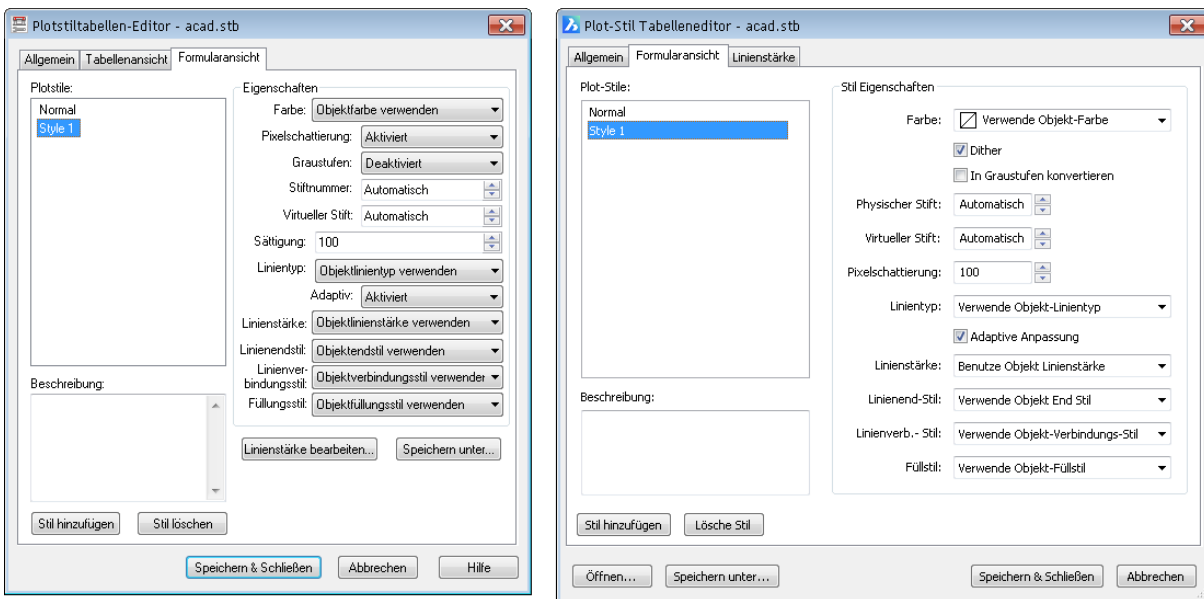 Plotstiltabellen-Editor - acad.stb
Allgemein Tabellenansicht Formularansicht
Plotstile:
Normal
Style 1
Beschreibung:
Stil hinzufügen Stil löschen
Eigenschaften
Farbe: Objektfarbe verwenden
Pixelschattierung: Aktiviert
Graustufen: Deaktiviert
Stiftnummer: Automatisch
Virtueller Stift: Automatisch
Sättigung: 100
Linientyp: Objektlinientyp verwenden
Adaptiv: Aktiviert
Linienstärke: Objektlinienstärke verwenden
Linienendstil: Objektendstil verwenden
Linienver-
bindungsstil: Objektverbindungsstil verwenden
Füllungsstil: Objektfüllungsstil verwenden
Linienstärke bearbeiten... Speichern unter...
Speichern & Schließen Abbrechen Hilfe
Plot-Stil Tabelleneditor - acad.stb
Allgemein Formularansicht Linienstärke
Plot-Stile:
Normal
Style 1
Beschreibung:
Stil hinzufügen Lösche Stil
Stil Eigenschaften
Farbe: Verwende Objekt-Farbe
Dither
In Graustufen konvertieren
Physischer Stift: Automatisch
Virtueller Stift: Automatisch
Pixelschattierung: 100
Linientyp: Verwende Objekt-Linientyp
Adaptive Anpassung
Linienstärke: Benutze Objekt Linienstärke
Linienend-Stil: Verwende Objekt End Stil
Linienverb.- Stil: Verwende Objekt-Verbindungs-Stil
Füllstil: Verwende Objekt-Füllstil
Öffnen... Speichern unter... Speichern & Schließen Abbrechen